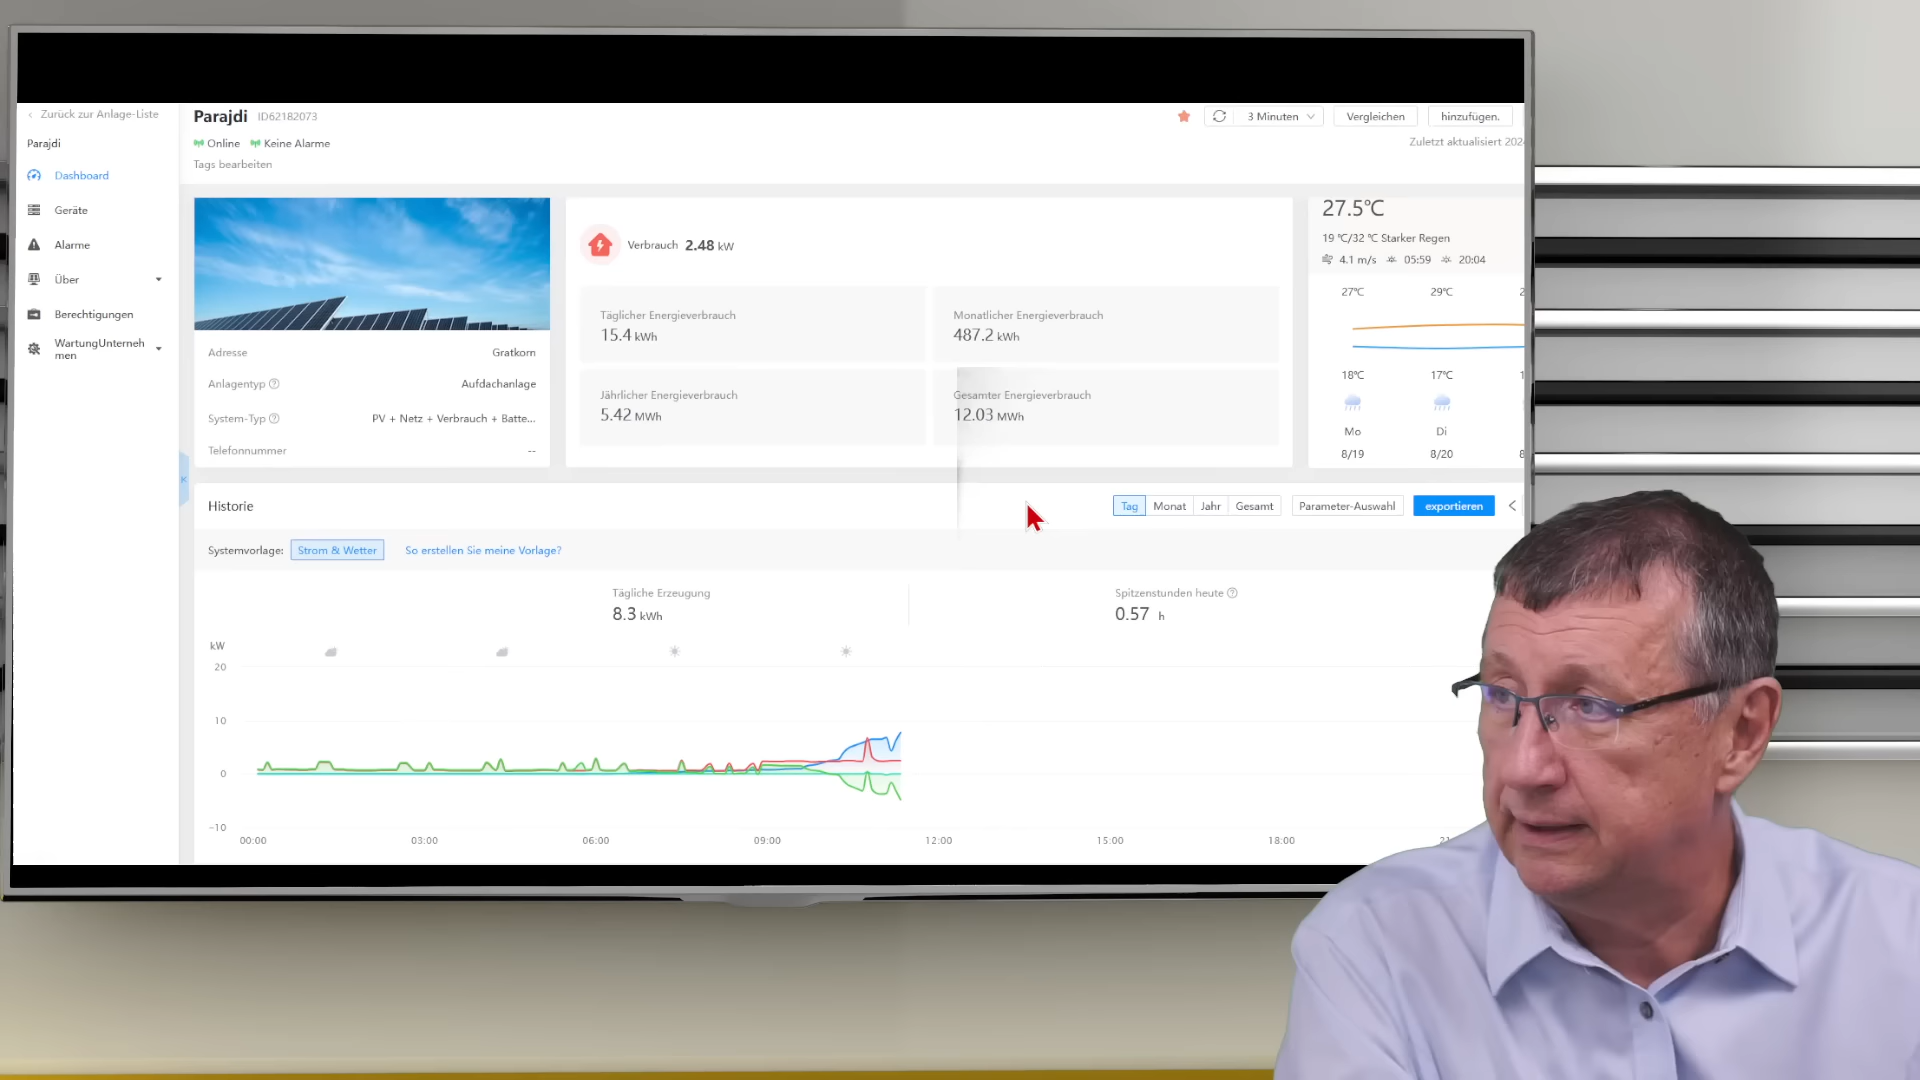 Zurück zur Anlage-Liste
Parajdi
Dashboard
Geräte
Alarme
Über
Berechtigungen
WartungUnterneh
men
Parajdi ID62182073
Online Keine Alarme
Tags bearbeiten
3 Minuten Vergleichen hinzufügen.
Zuletzt aktualisiert
Adresse Gratkorn
Anlagentyp Aufdachanlage
System-Typ PV + Netz + Verbrauch + Batte...
Telefonnummer --
Verbrauch 2.48 kW
Täglicher Energieverbrauch
15.4 kWh
Monatlicher Energieverbrauch
487.2 kWh
Jährlicher Energieverbrauch
5.42 MWh
Gesamter Energieverbrauch
12.03 MWh
27.5℃
19 ℃/32 ℃ Starker Regen
4.1 m/s 05:59 20:04
27℃ 29℃
18℃ 17℃
Mo Di
8/19 8/20
Historie
Tag Monat Jahr Gesamt Parameter-Auswahl exportieren
Systemvorlage: Strom & Wetter So erstellen Sie meine Vorlage?
Tägliche Erzeugung
8.3 kWh
Spitzenstunden heute
0.57 h
kW
20
10
0
-10
00:00 03:00 06:00 09:00 12:00 15:00 18:00